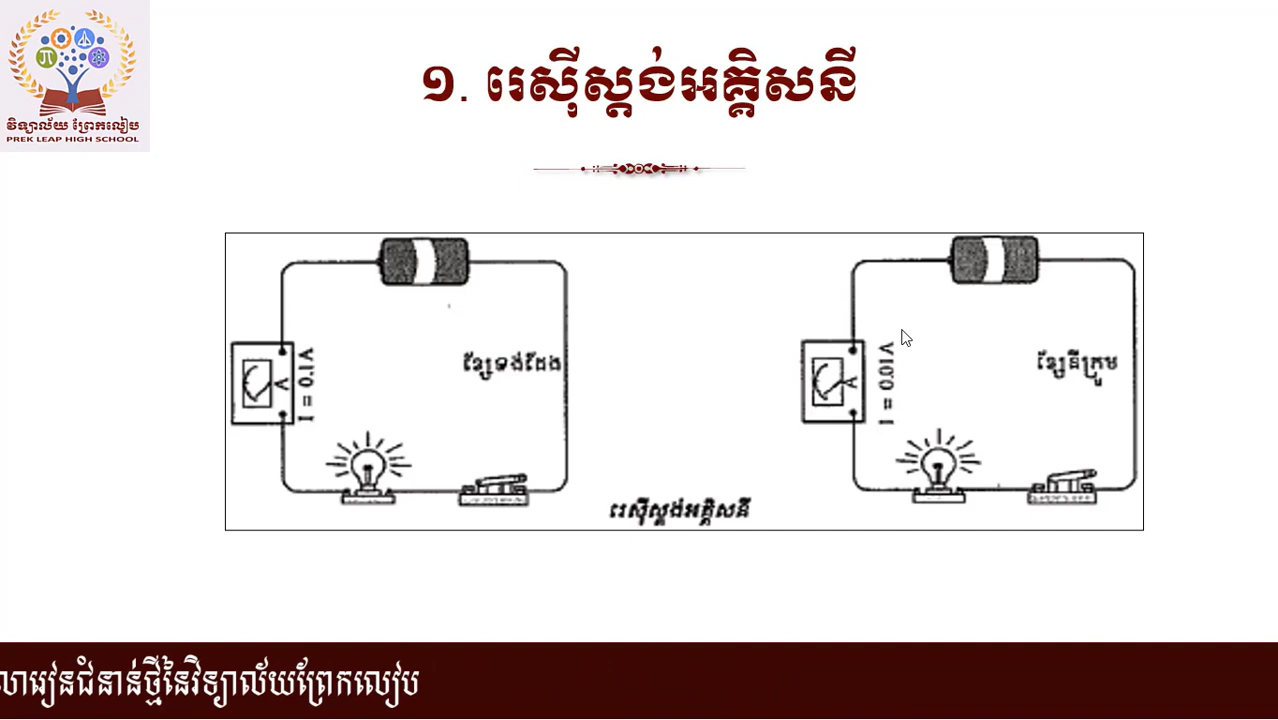 វិទ្យាល័យ ព្រែកលៀប
PREK LEAP HIGH SCHOOL
១. រេស៊ីស្តង់អគ្គិសនី
A
I = 0.1A
ខ្សែទង់ដែង
A
I = 0.01A
ខ្សែនីក្រូម
រេស៊ីស្តង់អគ្គិសនី
លារៀនជំនាន់ថ្មីនៃវិទ្យាល័យព្រែកលៀប